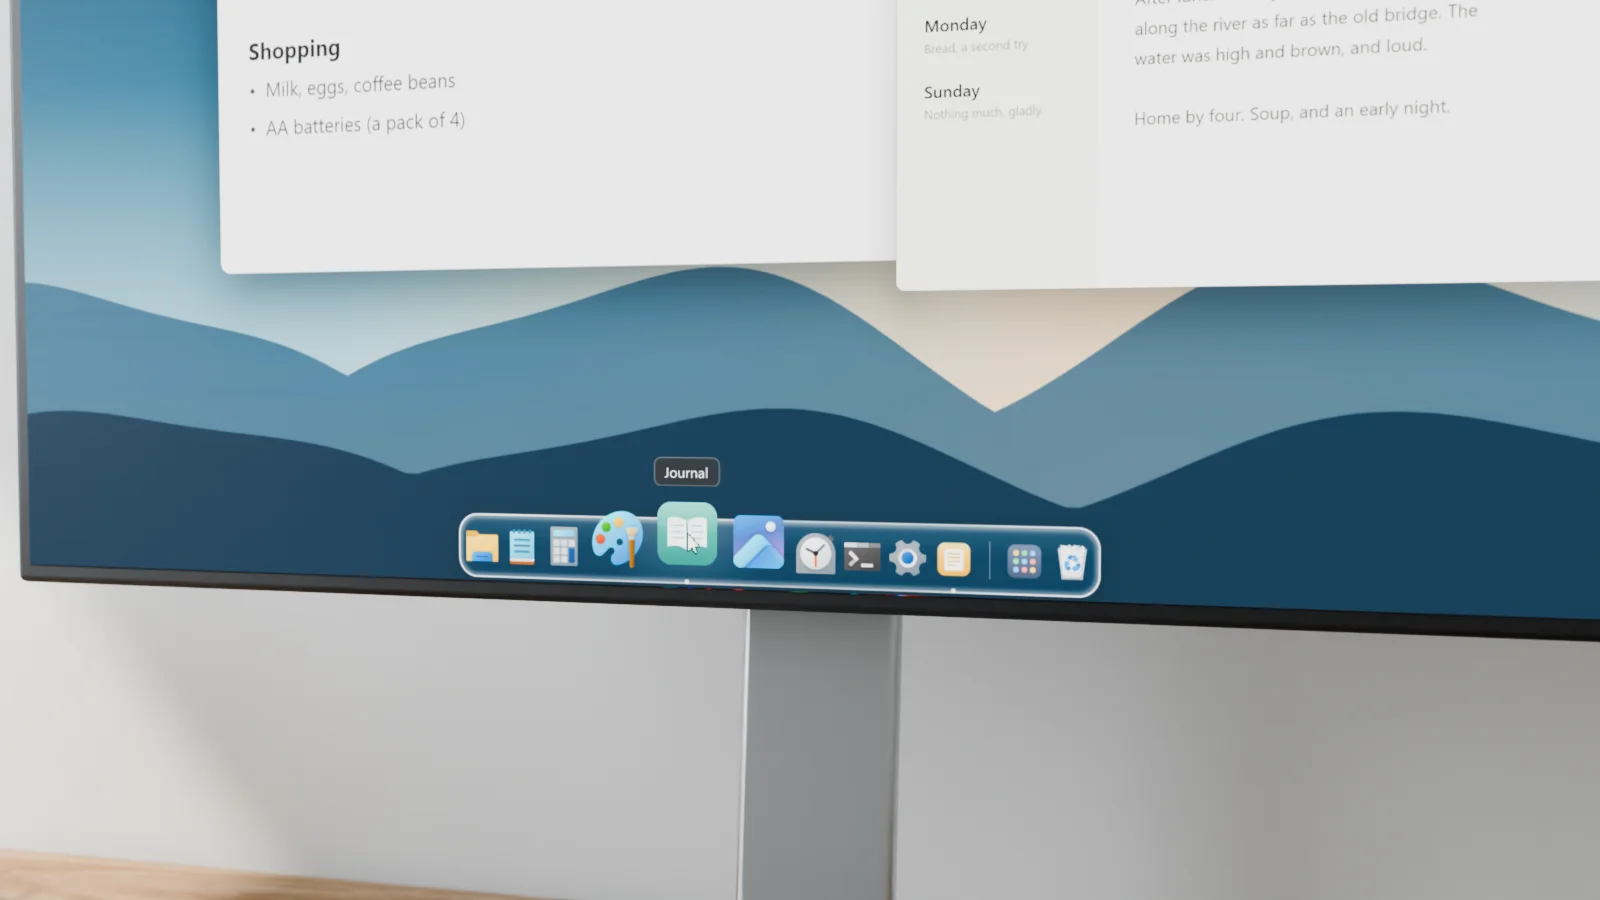 Shopping
• Milk, eggs, coffee beans
• AA batteries (a pack of 4)
Monday
Bread, a second try
Sunday
Nothing much, gladly
along the river as far as the old bridge. The
water was high and brown, and loud.
Home by four. Soup, and an early night.
Journal